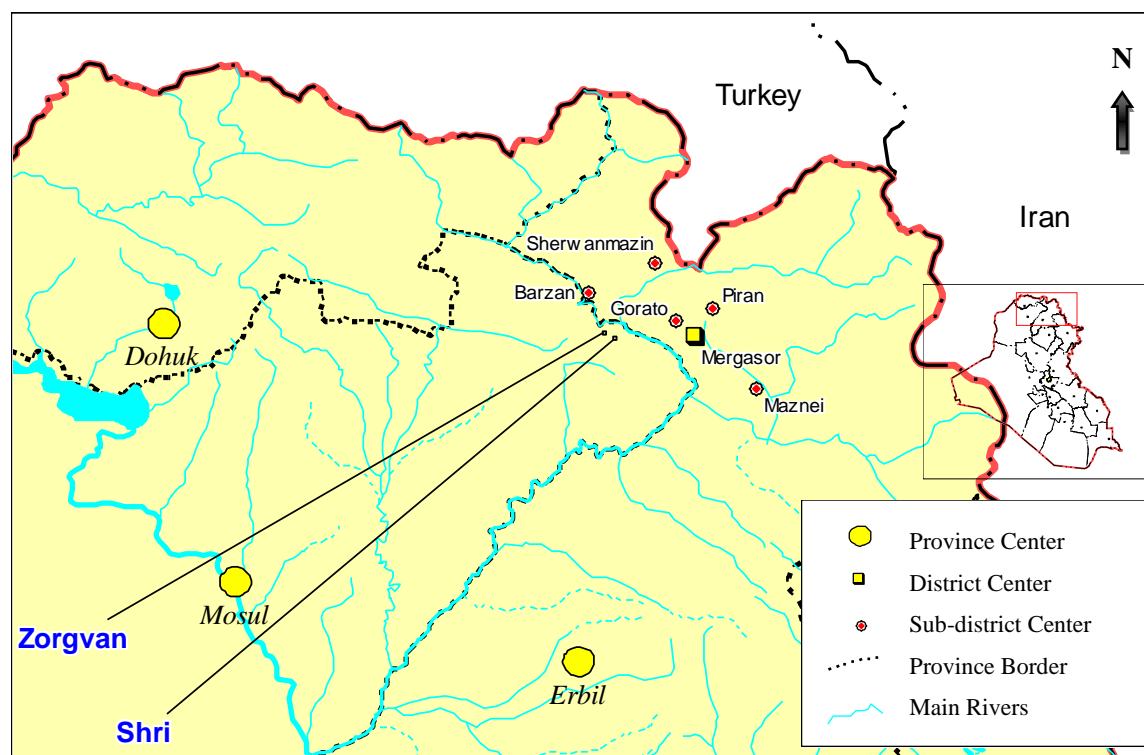 N
Turkey
Iran
Sherwanmazin
Barzan
Piran
Gorato
Mergasor
Maznei
Dohuk
Mosul
Zorgvan
Erbil
Shri
Province Center
District Center
Sub-district Center
Province Border
Main Rivers